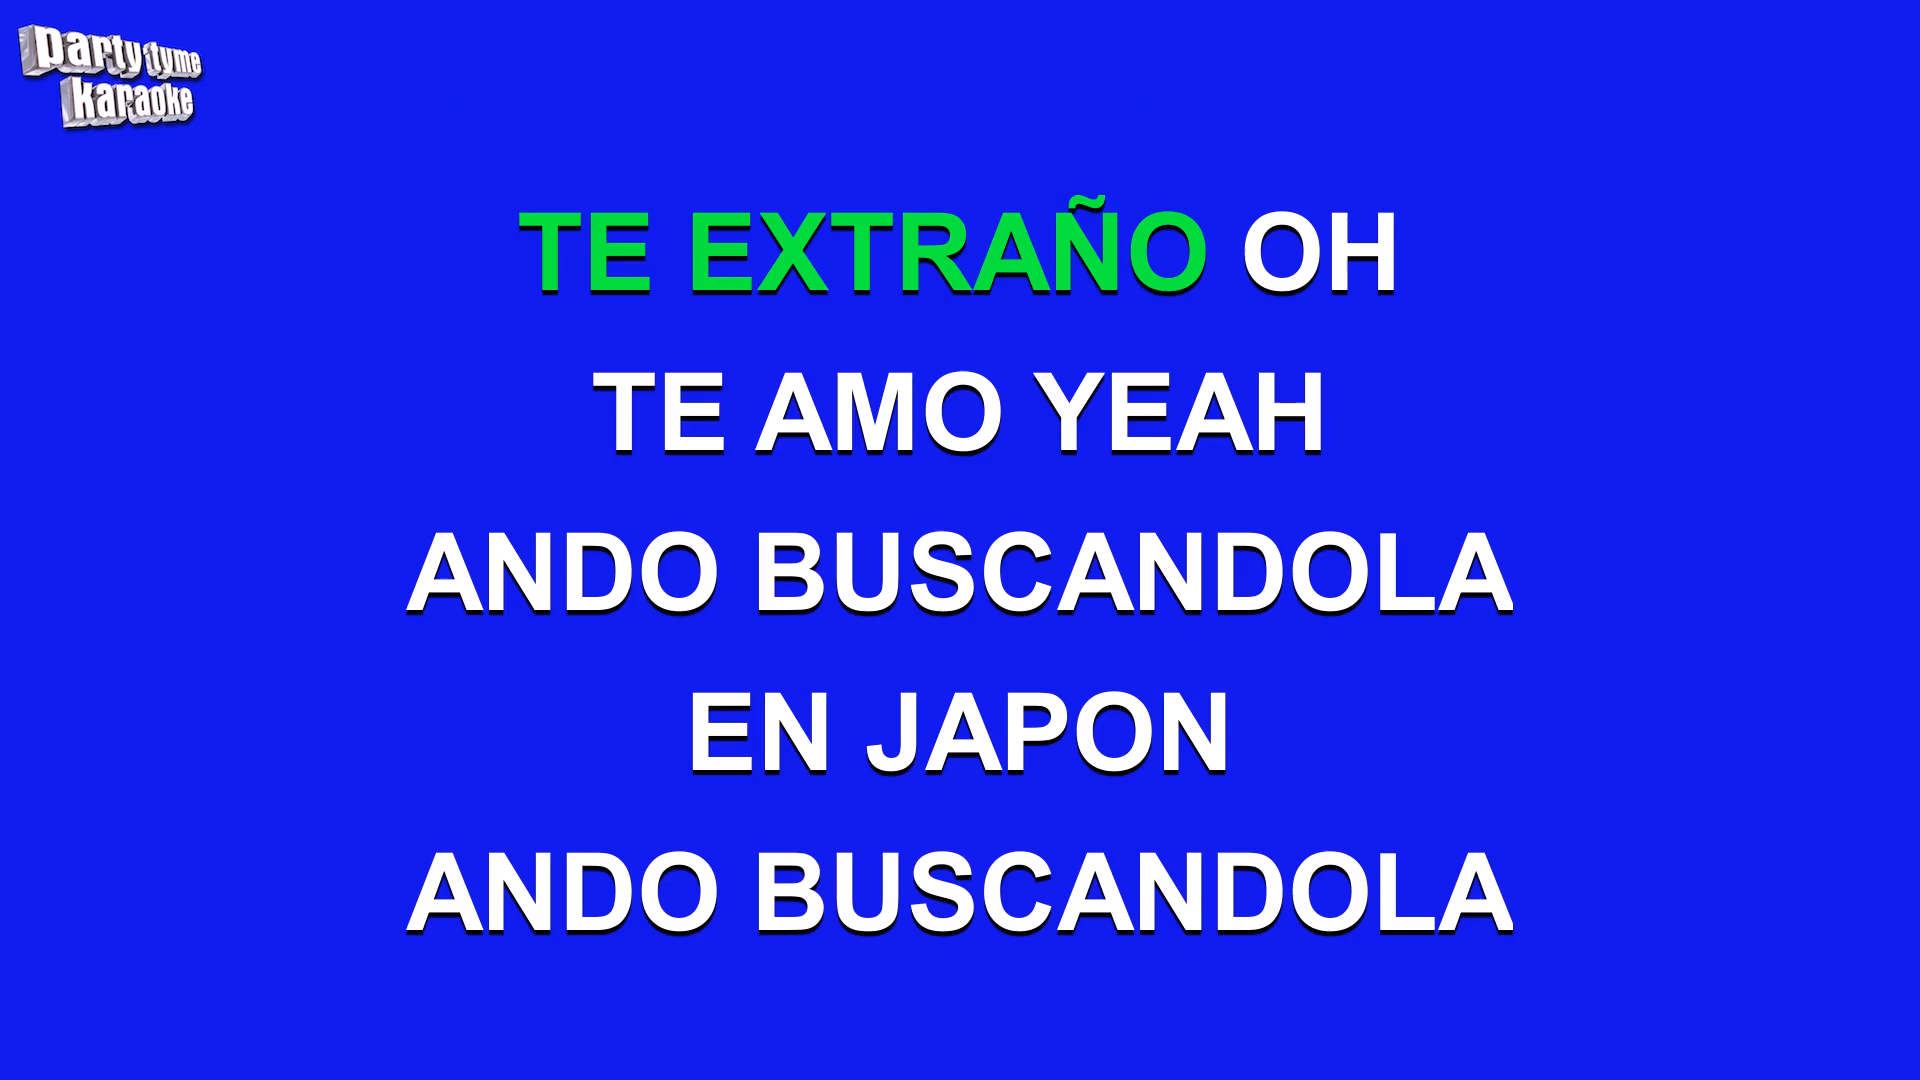 party tyme
karaoke
TE EXTRAÑO OH
TE AMO YEAH
ANDO BUSCANDOLA
EN JAPON
ANDO BUSCANDOLA